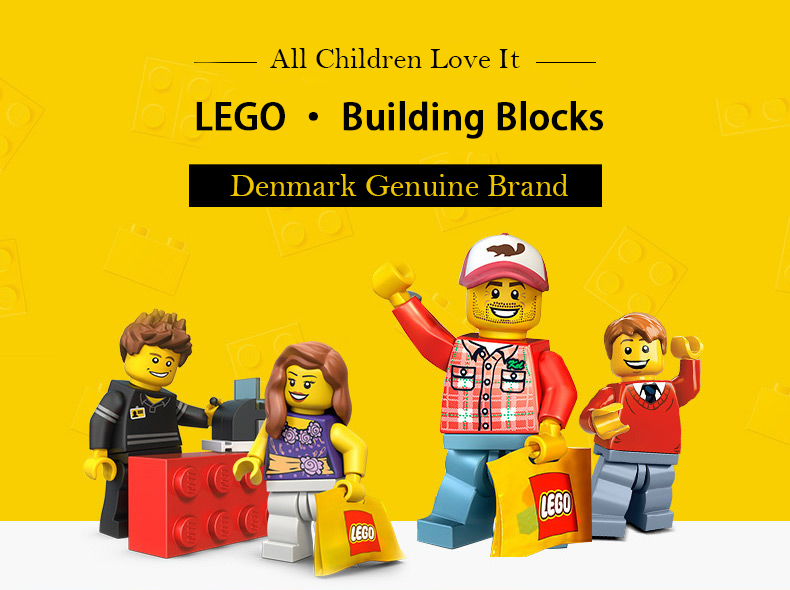 All Children Love It
LEGO · Building Blocks
Denmark Genuine Brand
LEGO
LEGO